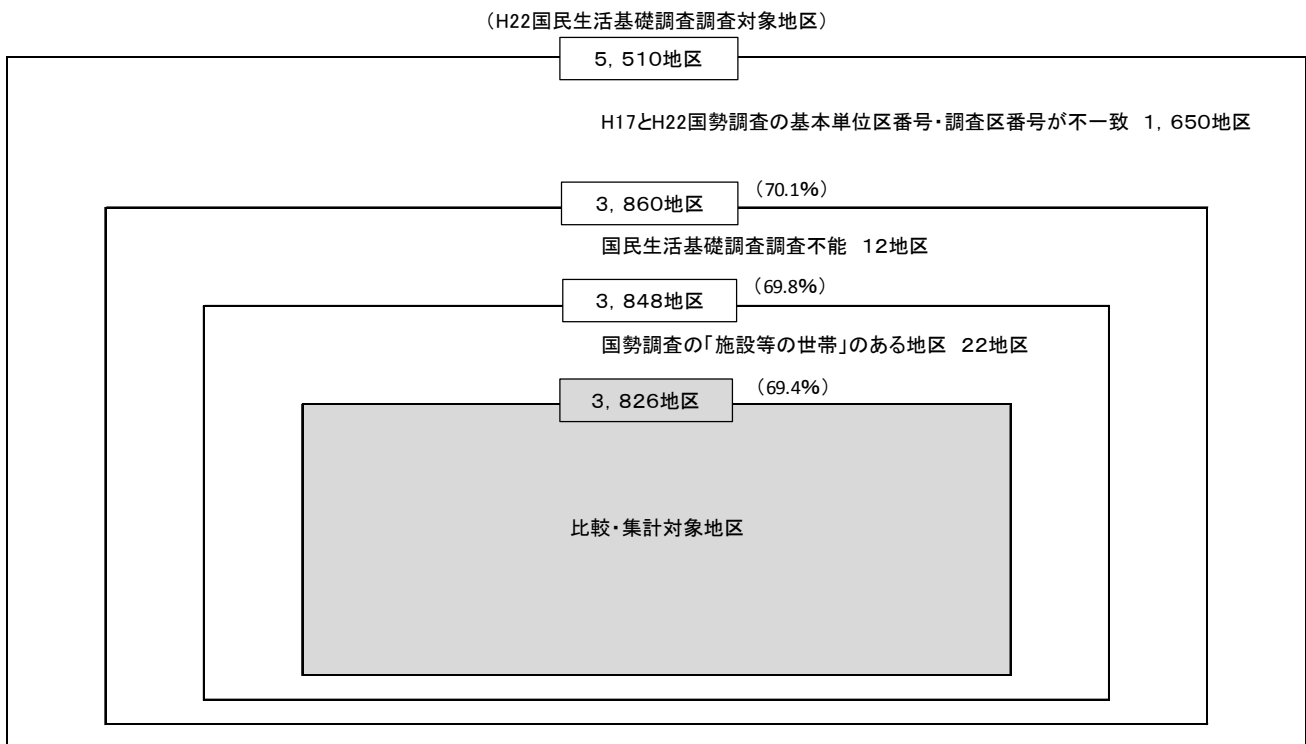 （H22国民生活基礎調査調査対象地区）
５，５１０地区
H17とH22国勢調査の基本単位区番号・調査区番号が不一致　１，６５０地区
３，８６０地区 （70.1%）
国民生活基礎調査調査不能　１２地区
３，８４８地区 （69.8%）
国勢調査の「施設等の世帯」のある地区　２２地区
３，８２６地区 （69.4%）
比較・集計対象地区